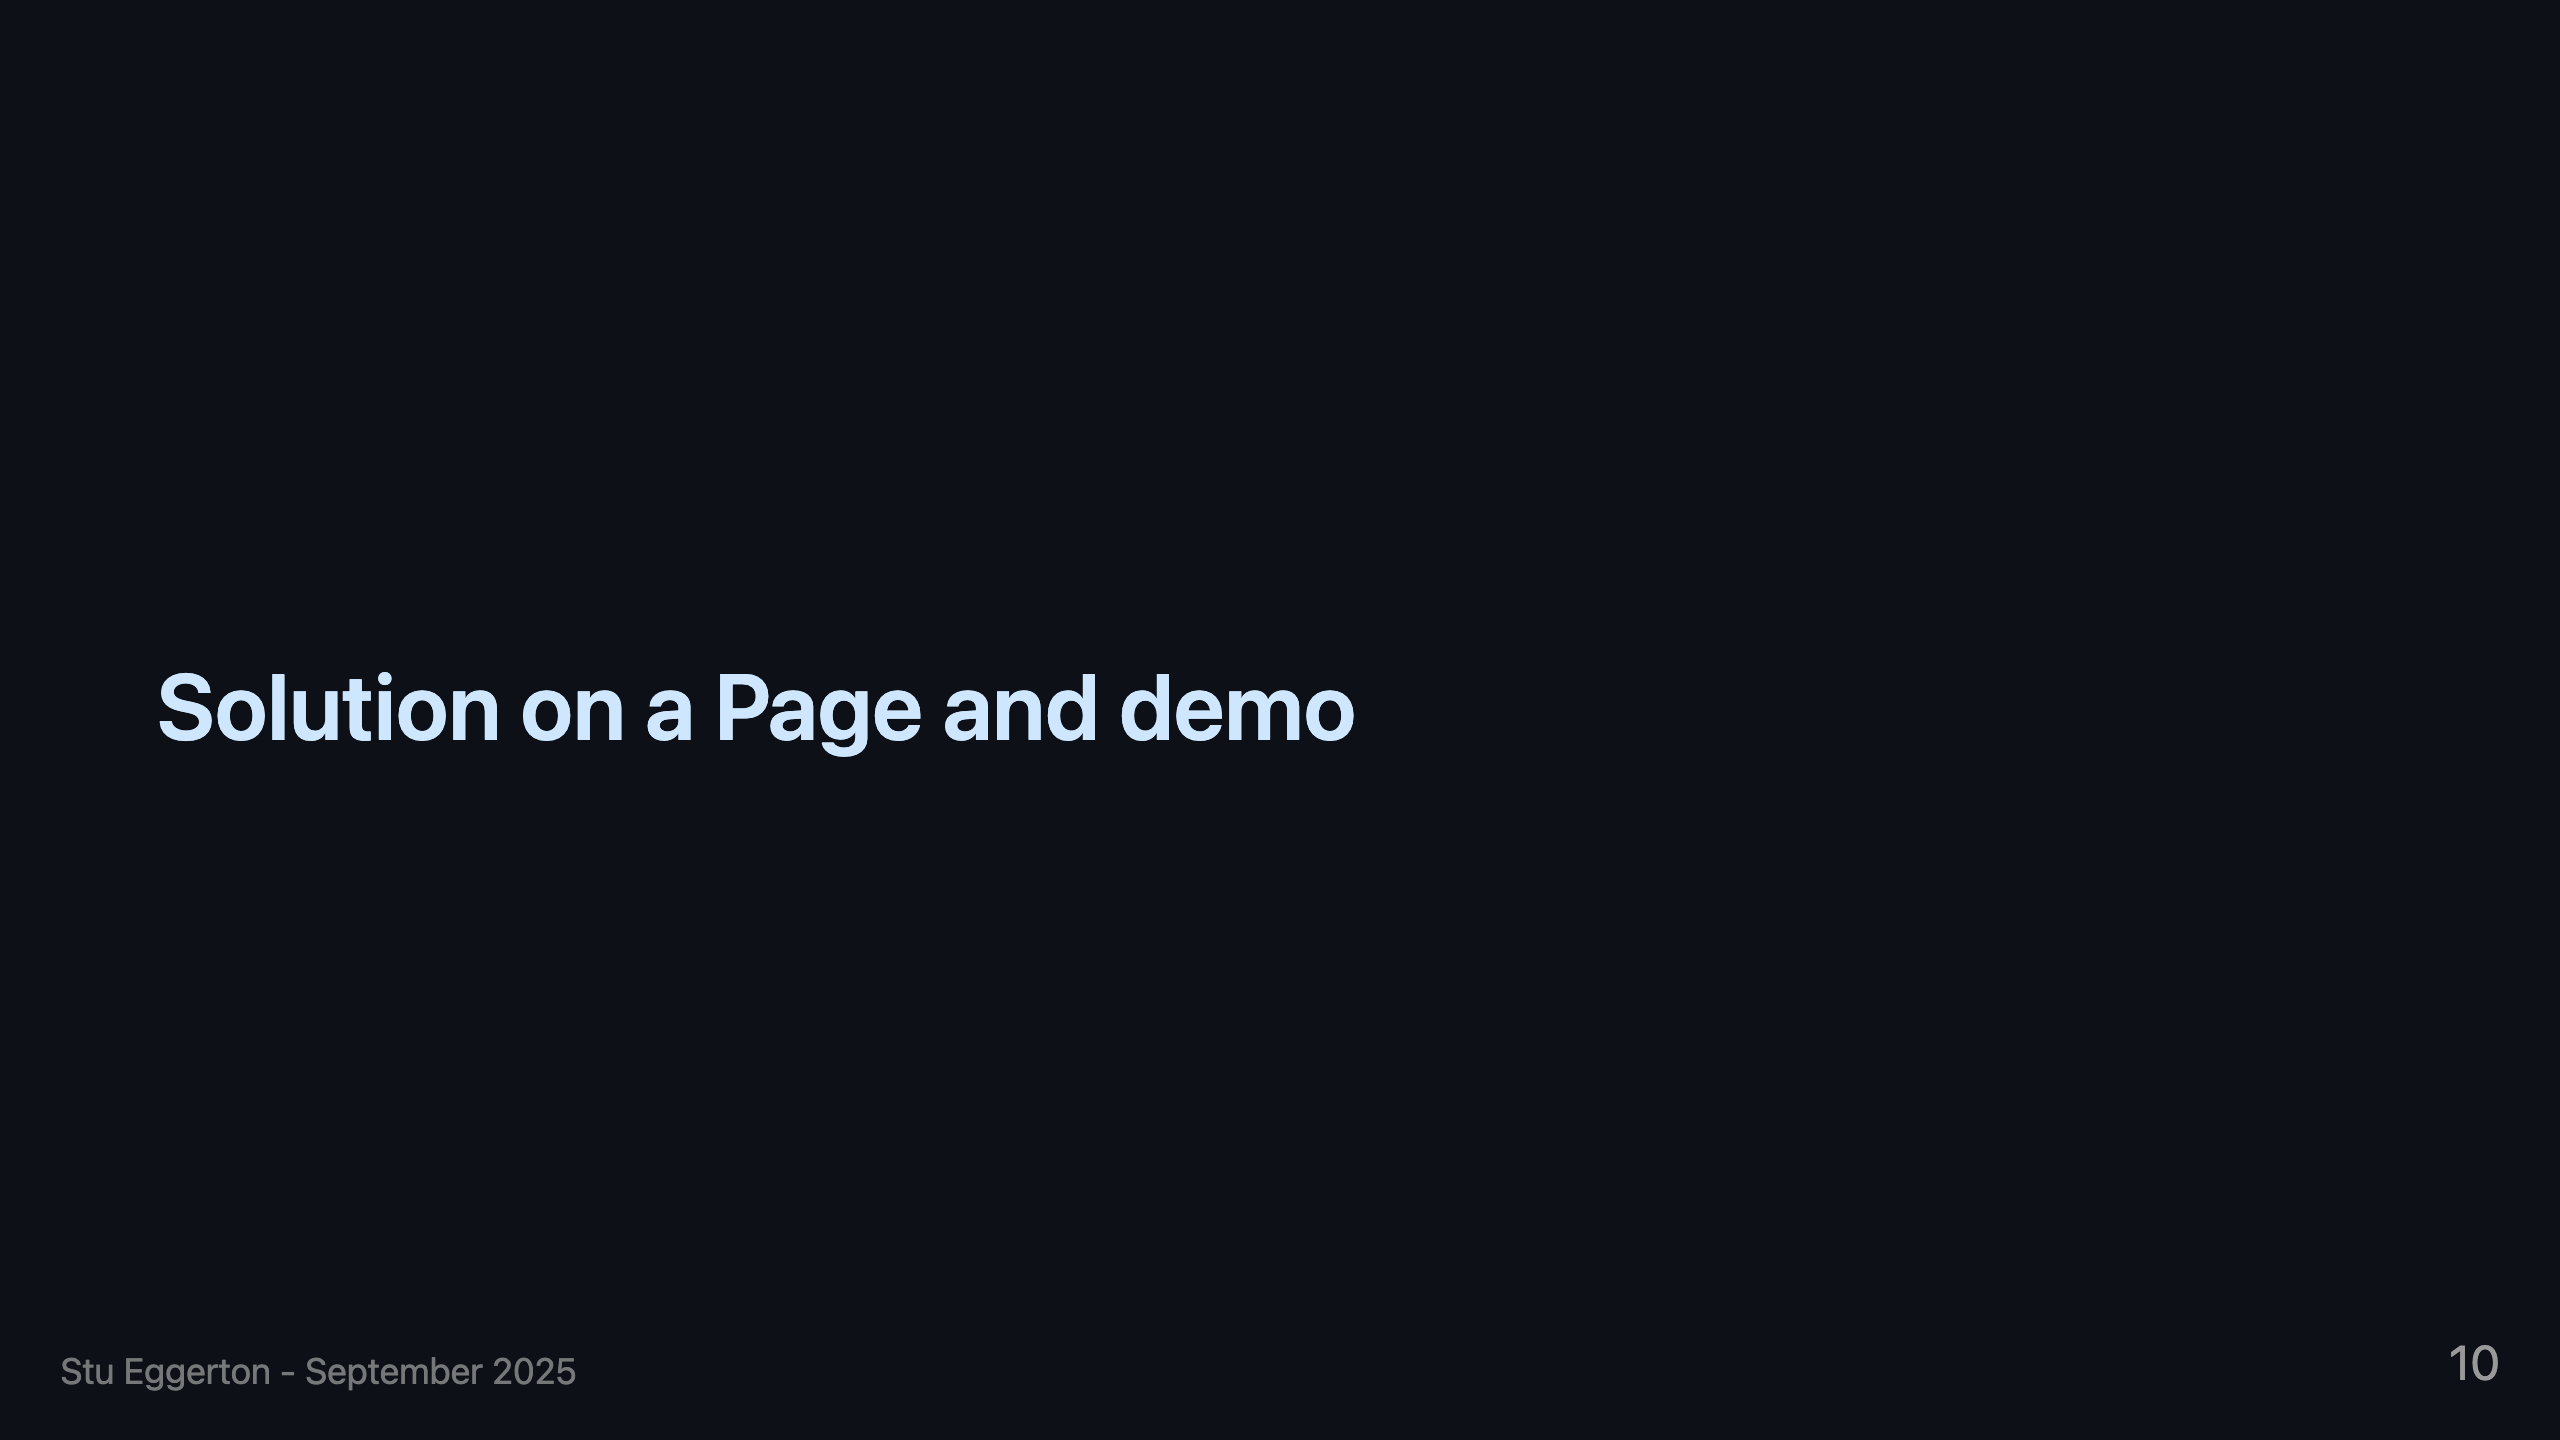 Solution on a Page and demo
Stu Eggerton - September 2025
10